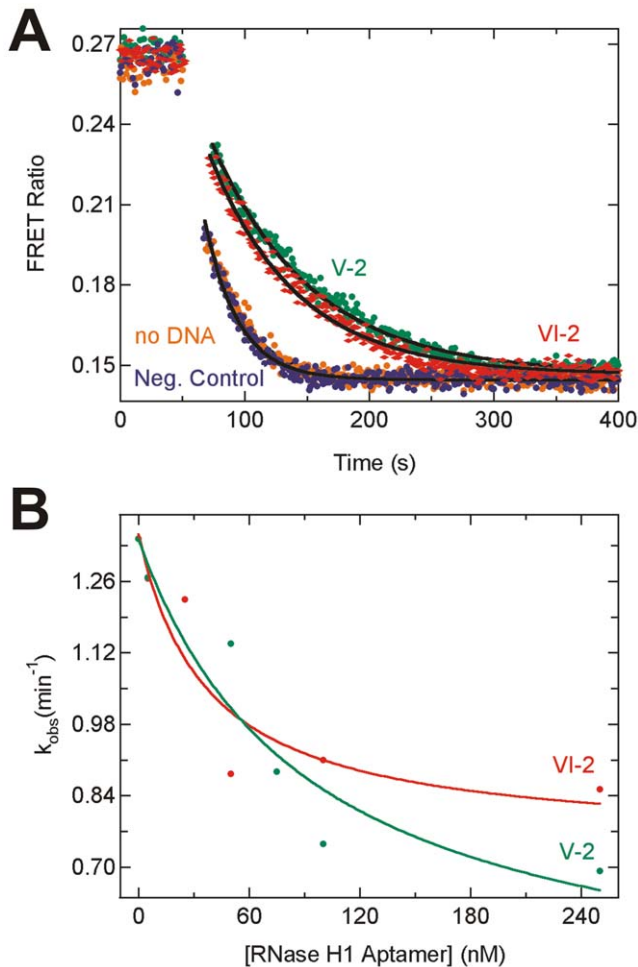 A
0.27
0.24
0.21
0.18
0.15
FRET Ratio
V-2
VI-2
no DNA
Neg. Control
0
100
200
300
400
Time (s)
B
1.26
1.12
0.98
0.84
0.70
kobs(min-1)
VI-2
V-2
0
60
120
180
240
[RNase H1 Aptamer] (nM)